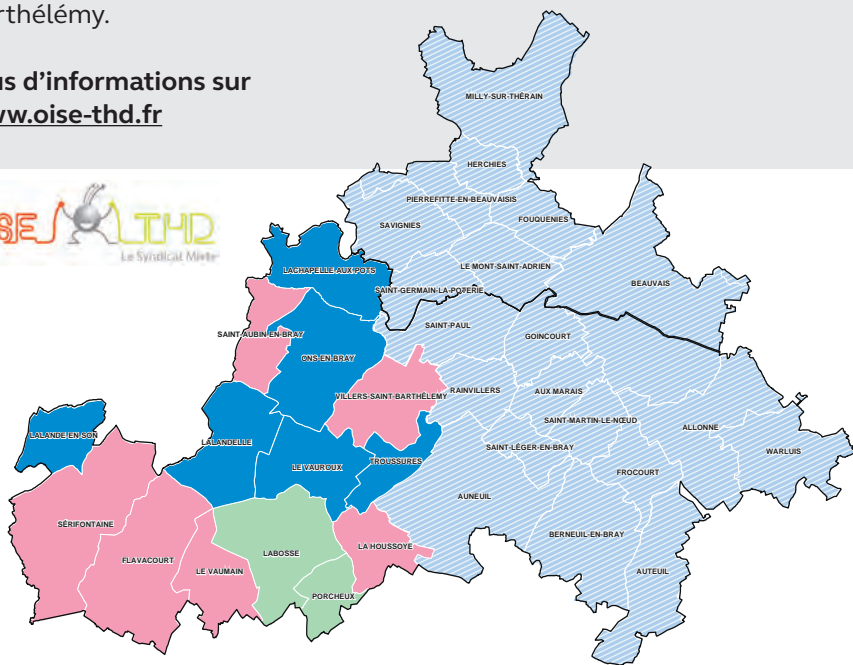 rthélémy.
us d'informations sur
ww.oise-thd.fr
SE THD
Le Syndicat Mixte
MILLY-SUR-THÉRAIN
HERCHIES
PIERREFITTE-EN-BEAUVAISIS
FOUQUENIES
SAVIGNIES
LE MONT-SAINT-ADRIEN
LACHAPELLE-AUX-POTS
BEAUVAIS
SAINT-GERMAIN-LA-POTERIE
SAINT-PAUL
SAINT-AUBIN-EN-BRAY
GOINCOURT
ONS-EN-BRAY
VILLERS-SAINT-BARTHÉLEMY
RAINVILLERS
AUX MARAIS
SAINT-MARTIN-LE-NŒUD
ALLONNE
LALANDE-EN-SON
LALANDELLE
SAINT-LÉGER-EN-BRAY
WARLUIS
LE VAUROUX
TROUSSURES
FROCOURT
AUNEUIL
SÉRIFONTAINE
BERNEUIL-EN-BRAY
LABOSSE
LA HOUSSOYE
FLAVACOURT
LE VAUMAIN
AUTEUIL
PORCHEUX